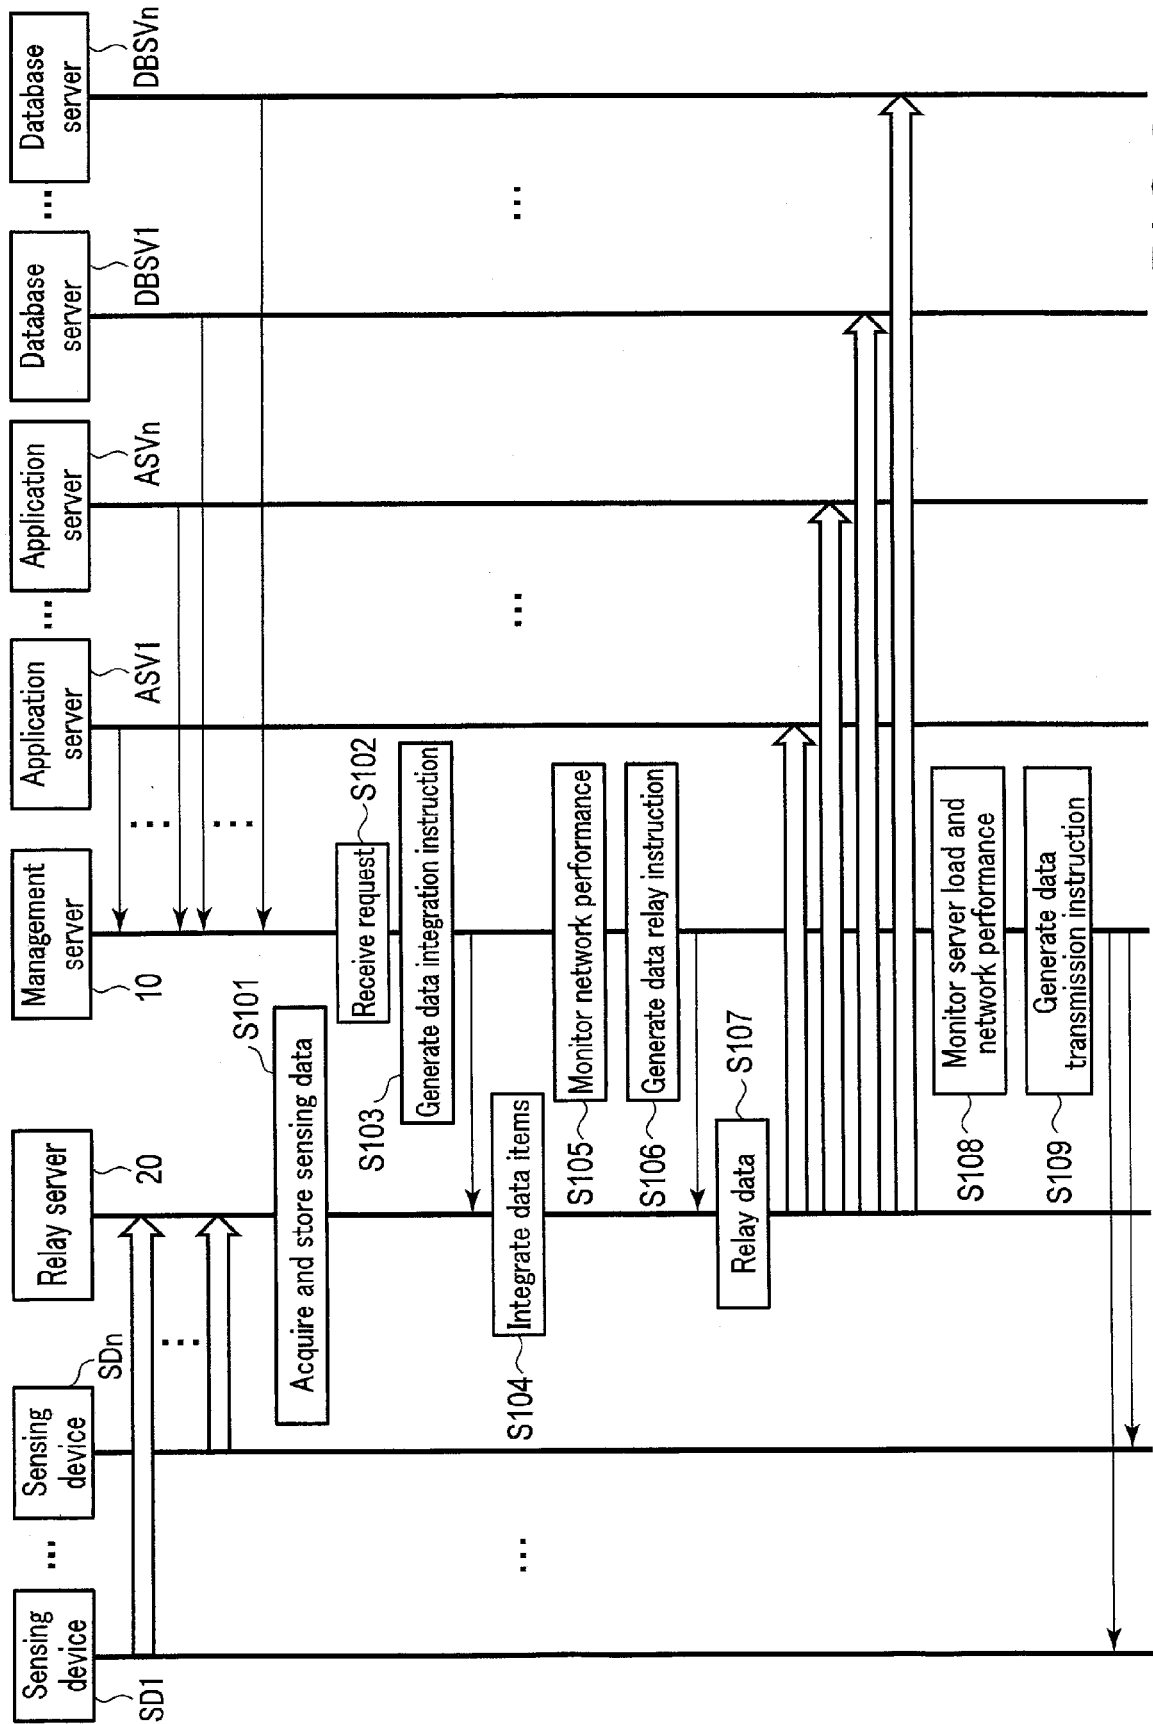 Sensing
device
SD1
...
Sensing
device
SDn
Relay server
20
Management
server
10
Application
server
ASV1
...
Application
server
ASVn
Database
server
DBSV1
...
Database
server
DBSVn
...
...
...
Acquire and store sensing data
S101
Receive request
S102
Generate data integration instruction
S103
...
...
...
Integrate data items
S104
Monitor network performance
S105
Generate data relay instruction
S106
Relay data
S107
Monitor server load and
network performance
S108
Generate data
transmission instruction
S109